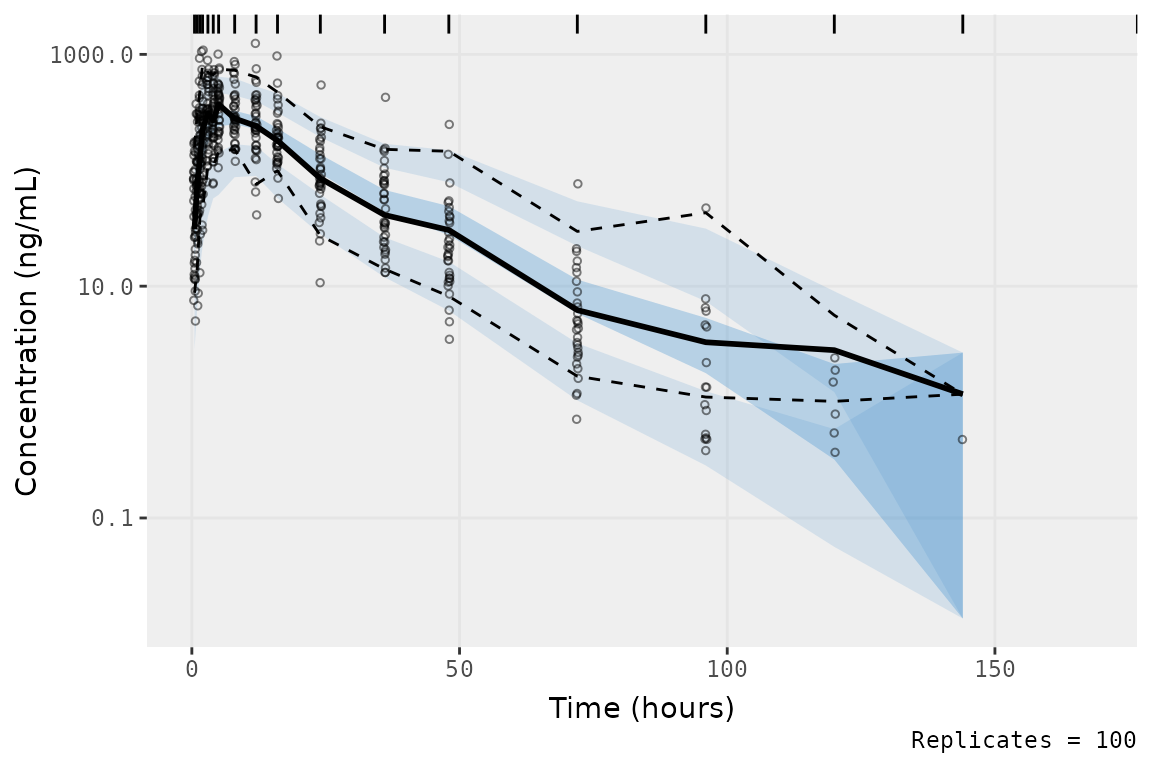 Concentration (ng/mL)
1000.0
10.0
0.1
0
50
100
150
Time (hours)
Replicates = 100